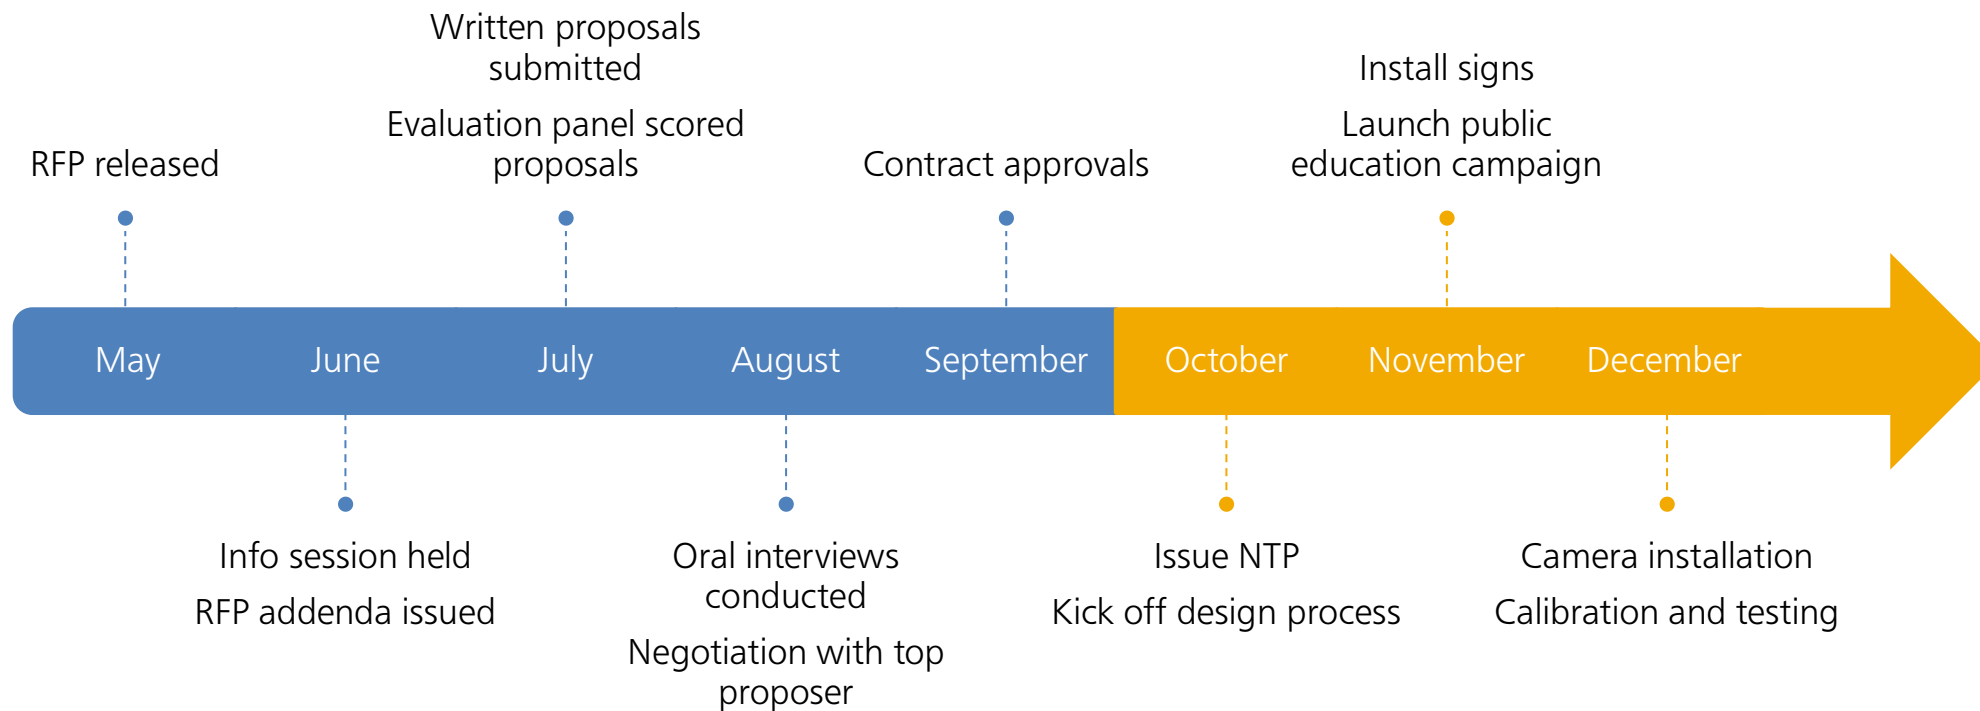 Written proposals
submitted
Evaluation panel scored
proposals
Install signs
Launch public
education campaign
RFP released
Contract approvals
May
June
July
August
September
October
November
December
Info session held
RFP addenda issued
Oral interviews
conducted
Negotiation with top
proposer
Issue NTP
Kick off design process
Camera installation
Calibration and testing